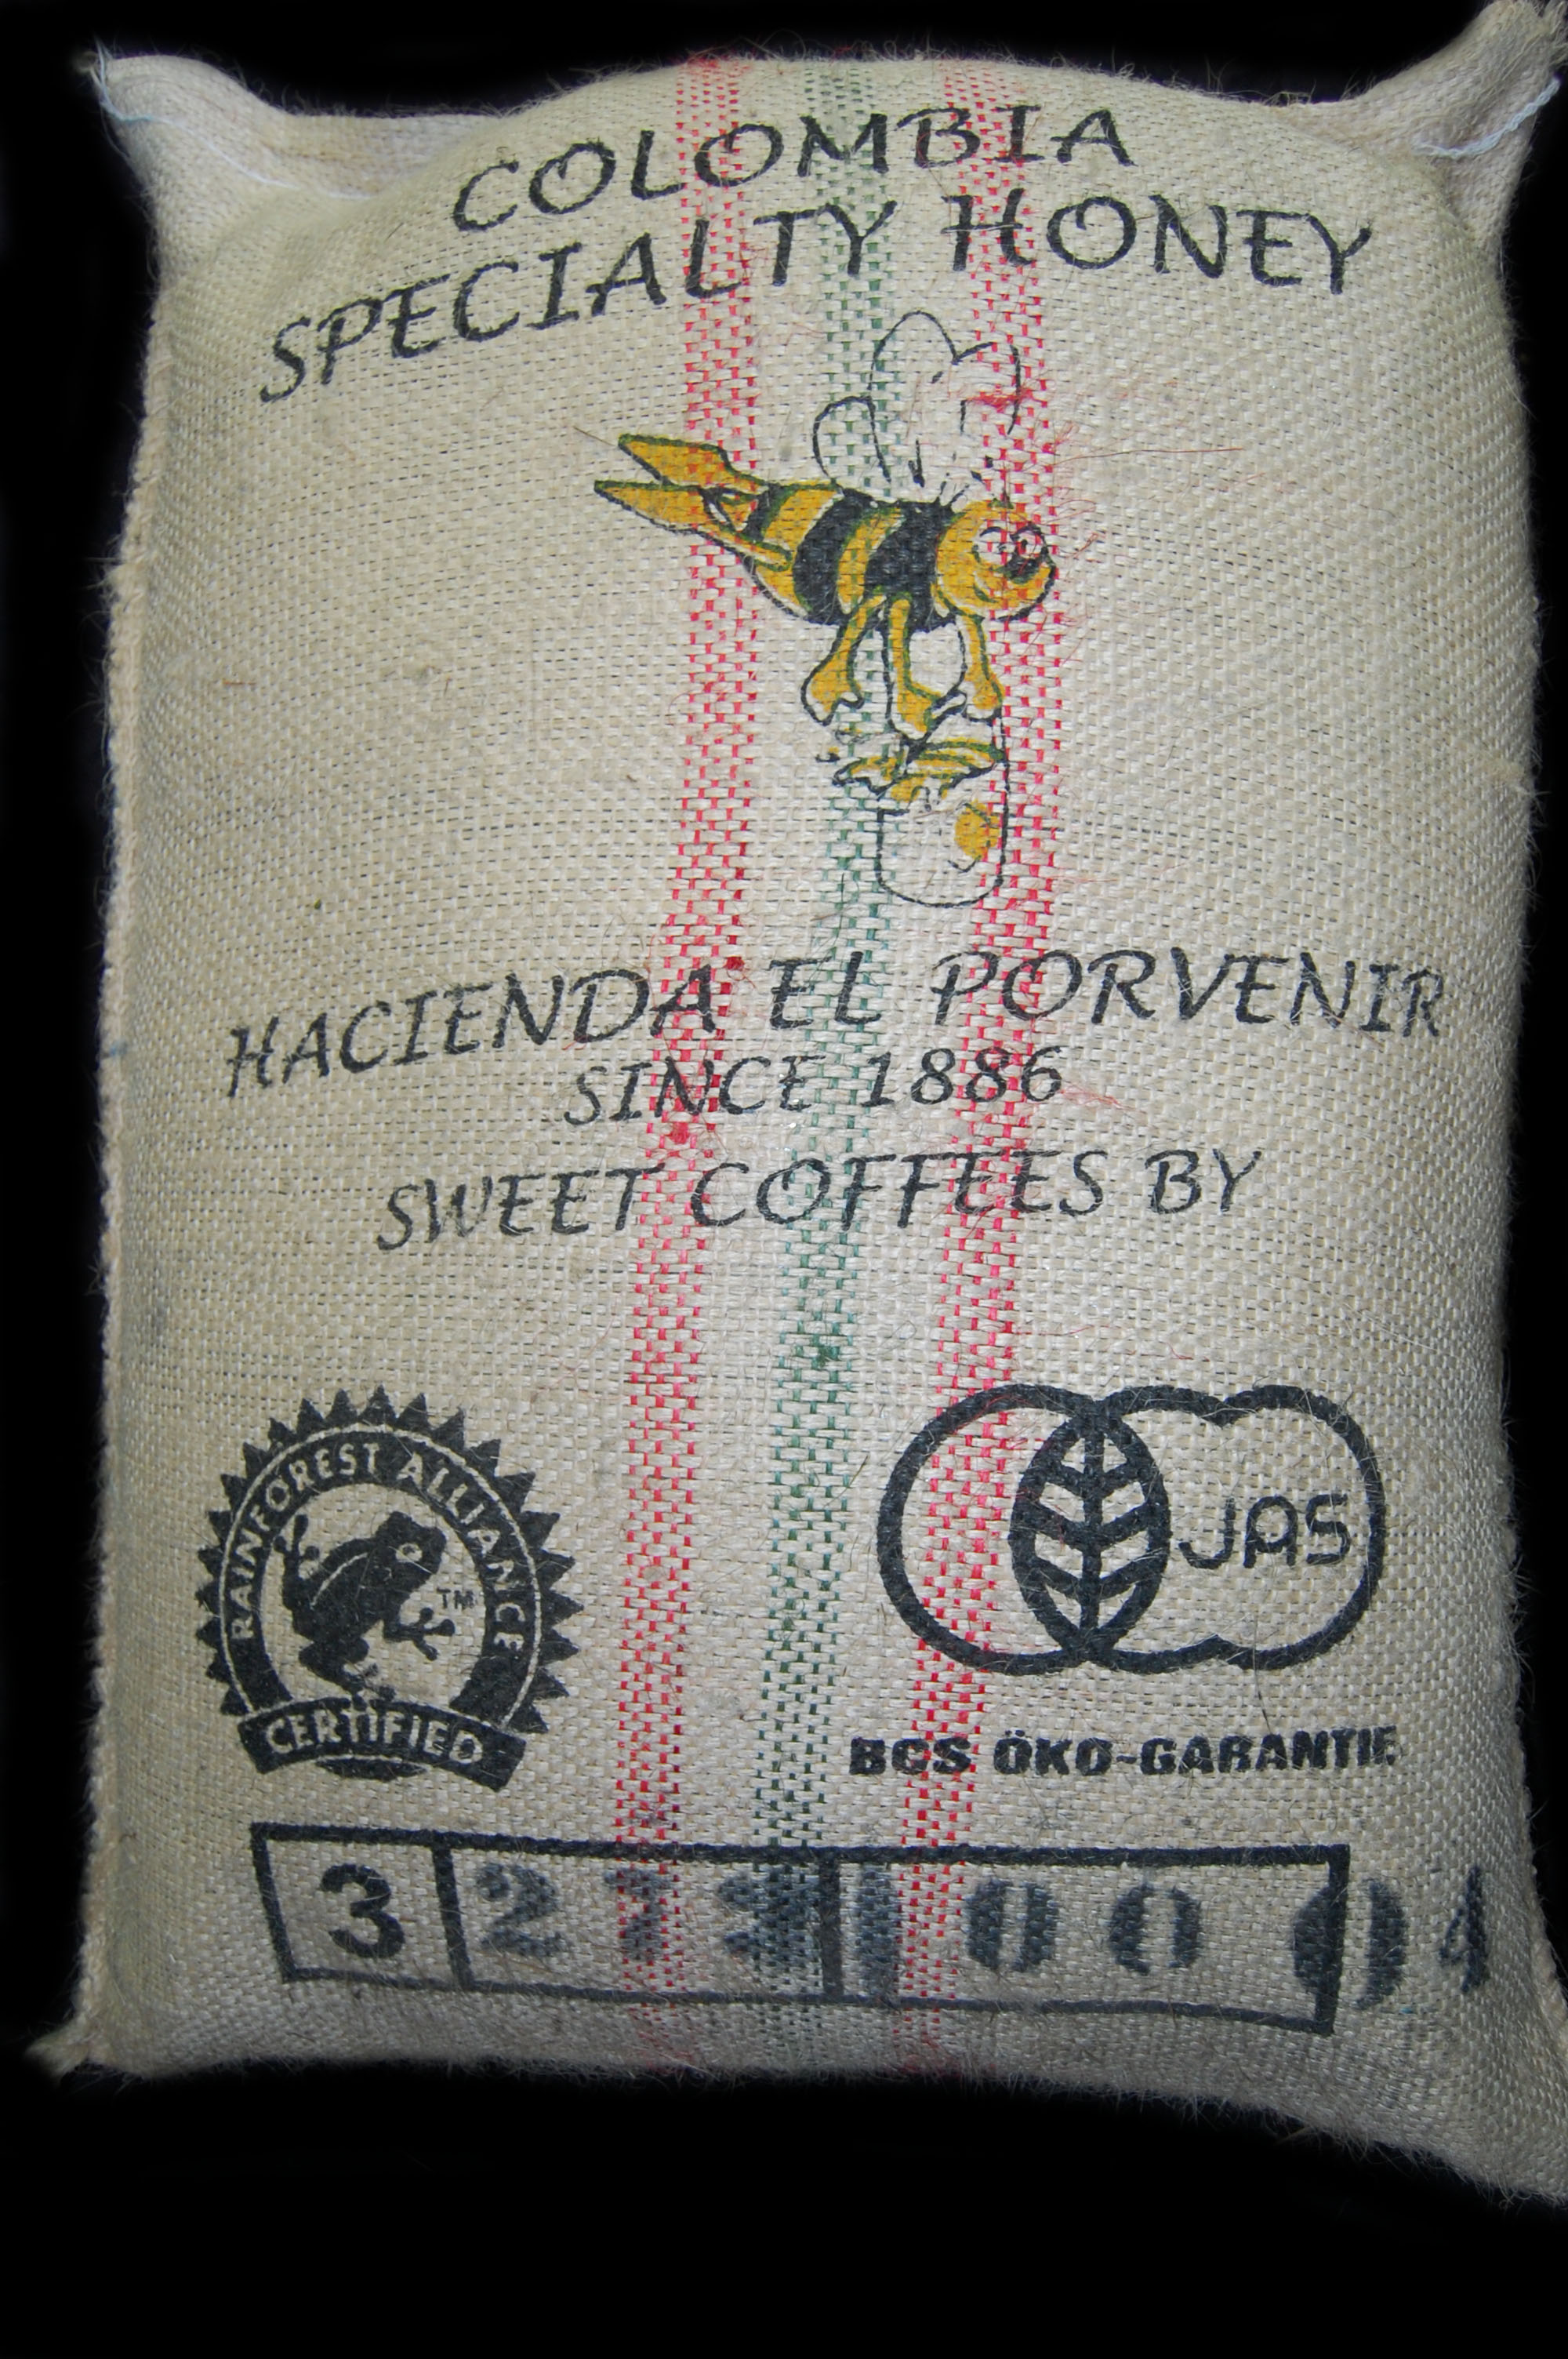 COLOMBIA
SPECIALTY HONEY
HACIENDA EL PORVENIR
SINCE 1886
SWEET COFFEES BY
RAINFOREST ALLIANCE
TM
CERTIFIED
JAS
BCS ÖKO-GARANTIE
3